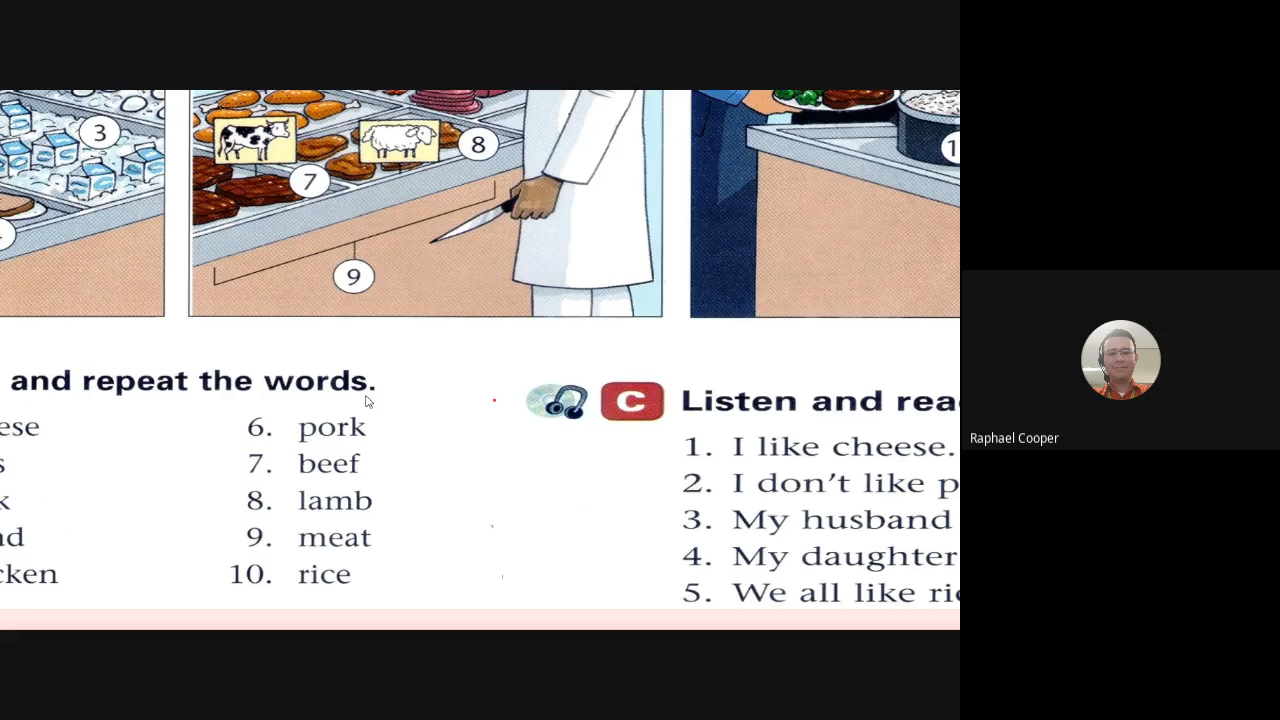 3
8
7
9
1
and repeat the words.
ese
6. pork
s
7. beef
k
8. lamb
nd
9. meat
cken
10. rice
C Listen and rea
1. I like cheese.
2. I don't like p
3. My husband
4. My daughter
5. We all like ric
Raphael Cooper